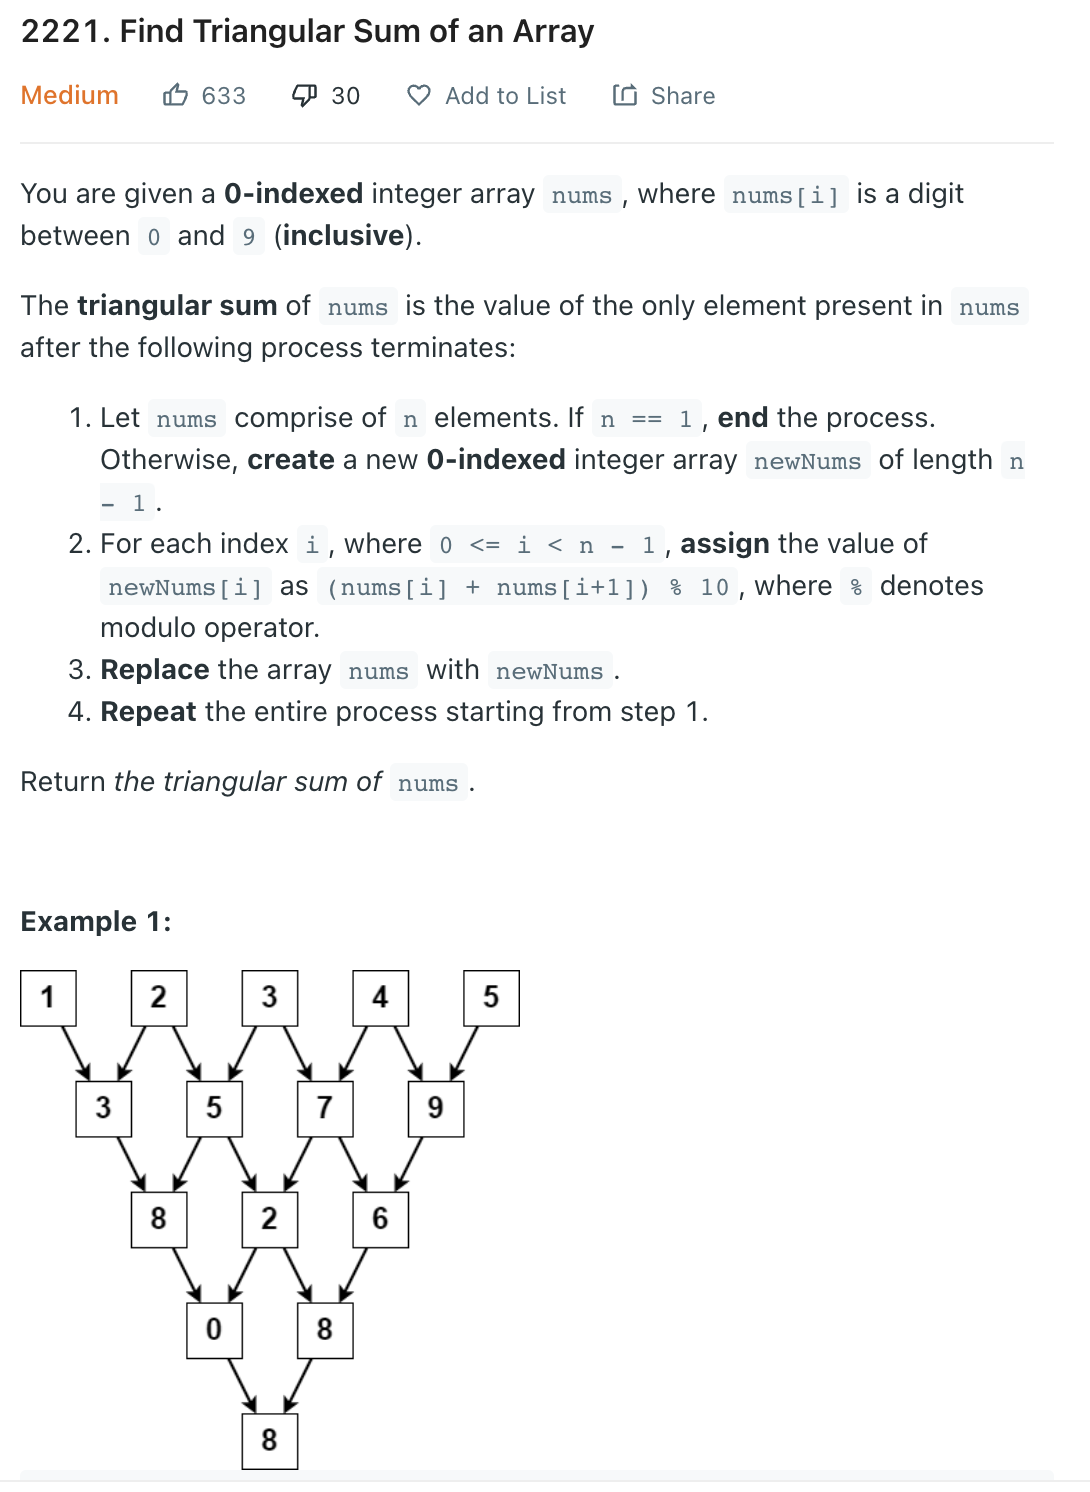 2221. Find Triangular Sum of an Array
Medium 633 30 Add to List Share
You are given a 0-indexed integer array nums , where nums[i] is a digit
between 0 and 9 (inclusive).
The triangular sum of nums is the value of the only element present in nums
after the following process terminates:
1. Let nums comprise of n elements. If n == 1 , end the process.
Otherwise, create a new 0-indexed integer array newNums of length n
- 1 .
2. For each index i , where 0 <= i < n - 1 , assign the value of
newNums[i] as (nums[i] + nums[i+1]) % 10 , where % denotes
modulo operator.
3. Replace the array nums with newNums .
4. Repeat the entire process starting from step 1.
Return the triangular sum of nums .
Example 1:
1 2 3 4 5
3 5 7 9
8 2 6
0 8
8